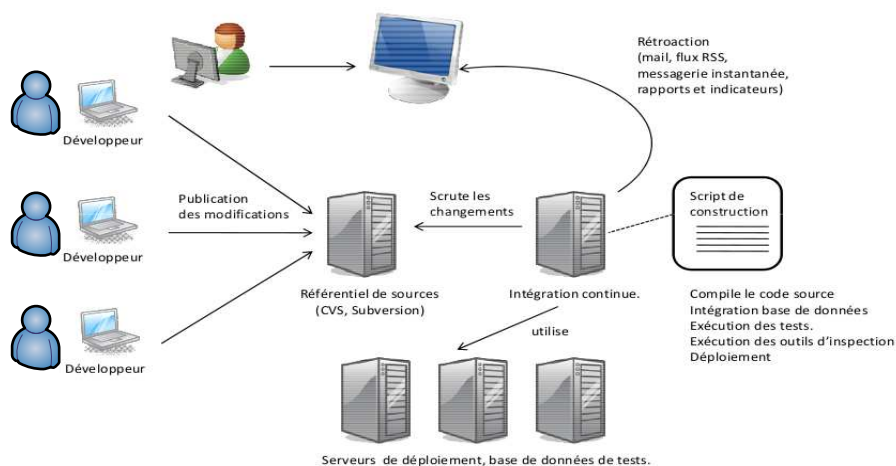 Rétroaction
(mail, flux RSS,
messagerie instantanée,
rapports et indicateurs)
Développeur
Publication
des modifications
Scrute les
changements
Script de
construction
Développeur
Référentiel de sources
(CVS, Subversion)
Intégration continue.
Compile le code source
Intégration base de données
Exécution des tests.
Exécution des outils d'inspection
Déploiement
utilise
Développeur
Serveurs de déploiement, base de données de tests.